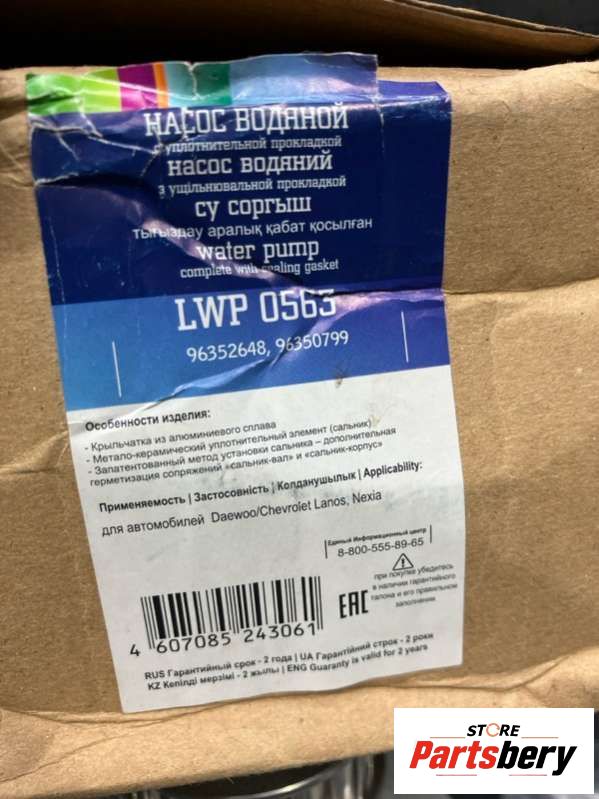 НАСОС ВОДЯНОЙ
с уплотнительной прокладкой
насос водяний
з ущільнювальной прокладкой
су соргыш
тығыздау аралық қабат қосылған
water pump
complete with sealing gasket
LWP 0563
96352648, 96350799
Особенности изделия:
- Крыльчатка из алюминиевого сплава
- Метало-керамический уплотнительный элемент (сальник)
- Запатентованный метод установки сальника – дополнительная
герметизация сопряжений «сальник-вал» и «сальник-корпус»
Применяемость | Застосовність | Колданушылык | Applicability:
для автомобилей Daewoo/Chevrolet Lanos, Nexia
Единый Информационный центр
8-800-555-89-65
при покупке убедитесь
в наличии гарантийного
талона и его правильном
заполнении
EAC
4 607085 243061
RUS Гарантийный срок - 2 года | UA Гарантійний строк - 2 роки
KZ Кепілді мерзімі - 2 жылы | ENG Guaranty is valid for 2 years
STORE
Partsbery